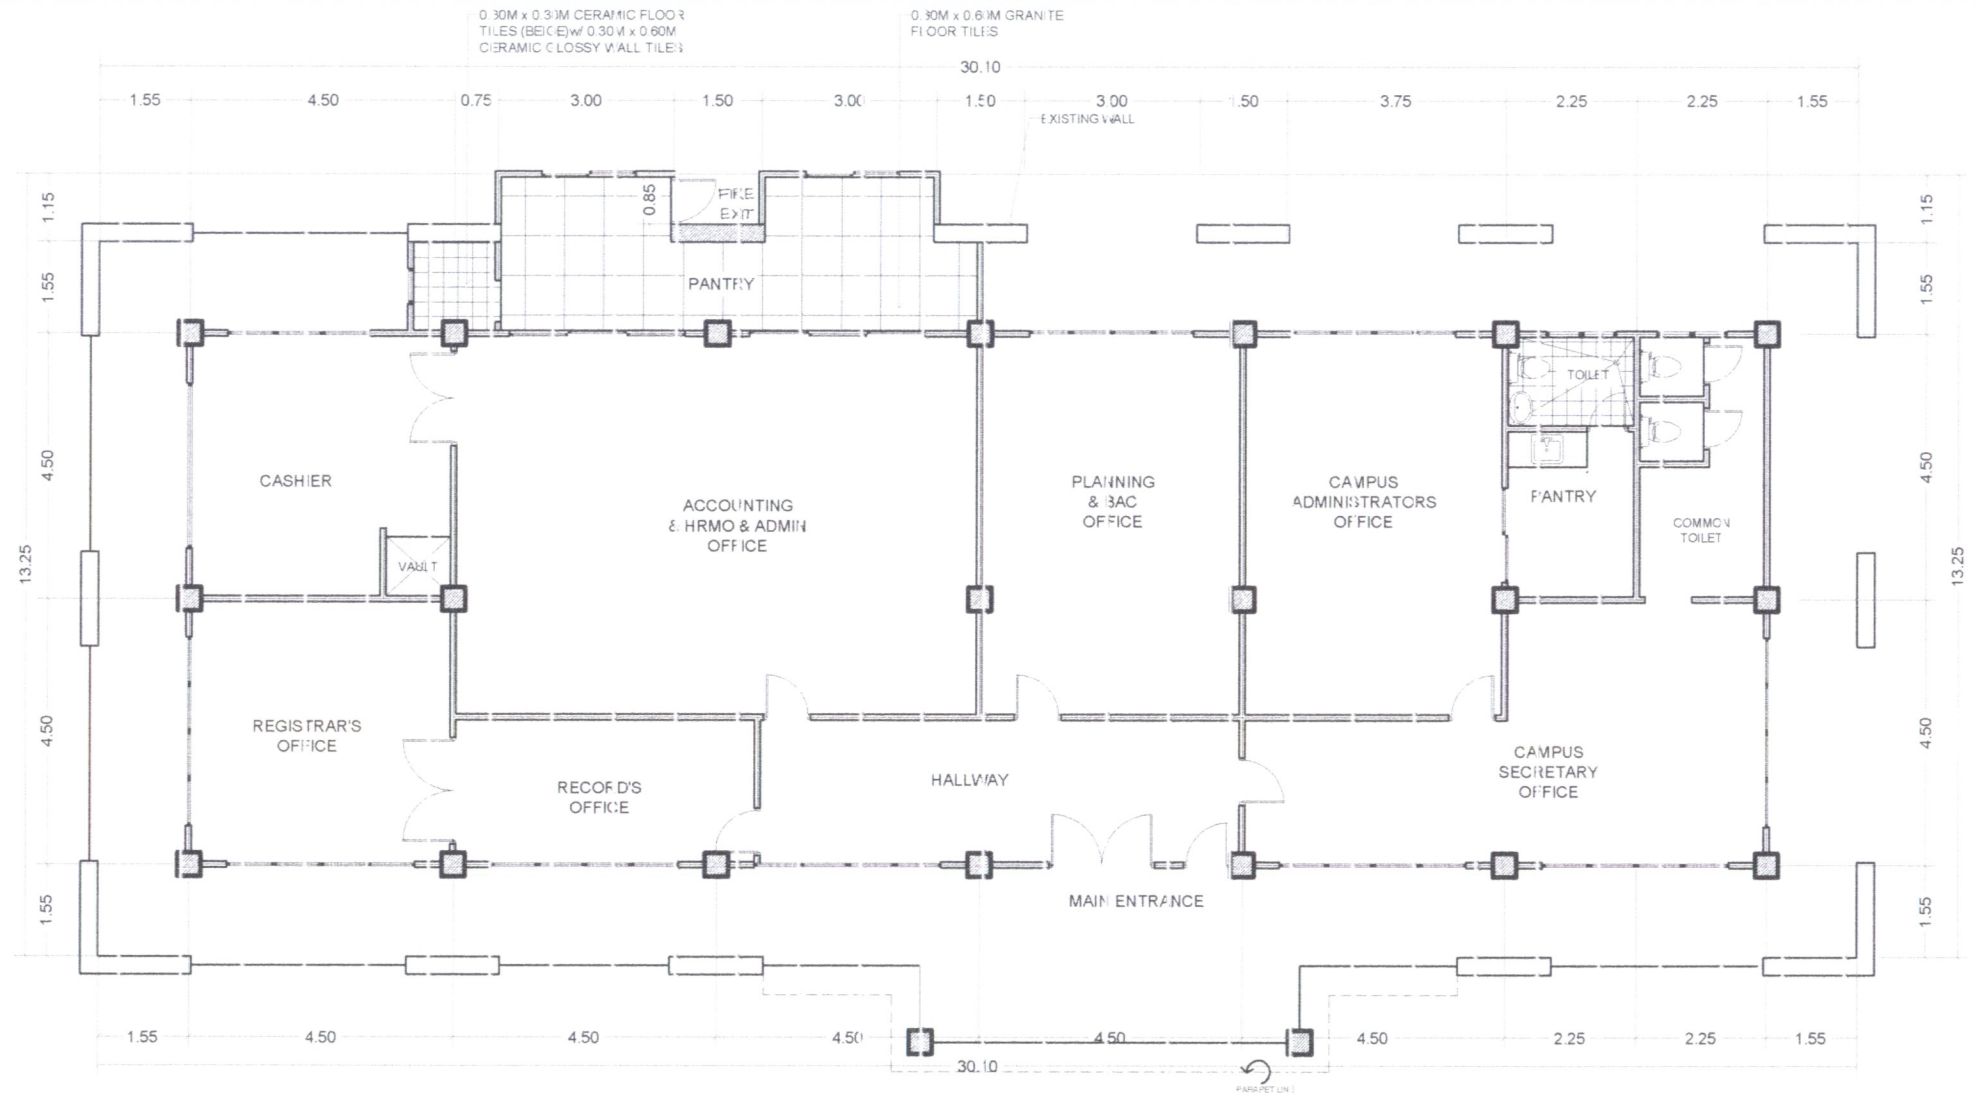 0.30M x 0.30M CERAMIC FLOOR
TILES (BEIGE)w/ 0.30M x 0.60M
CERAMIC GLOSSY WALL TILES
0.30M x 0.60M GRANITE
FLOOR TILES
30.10
1.55 4.50 0.75 3.00 1.50 3.00 1.50 3.00 1.50 3.75 2.25 2.25 1.55
EXISTING WALL
1.15
0.85
FIRE
EXIT
1.15
1.55
PANTRY
1.55
TOILET
4.50
CASHIER
ACCOUNTING
& HRMO & ADMIN
OFFICE
PLANNING
& BAC
OFFICE
CAMPUS
ADMINISTRATORS
OFFICE
PANTRY
COMMON
TOILET
4.50
13.25
VAULT
13.25
4.50
REGISTRAR'S
OFFICE
RECORD'S
OFFICE
HALLWAY
CAMPUS
SECRETARY
OFFICE
4.50
1.55
MAIN ENTRANCE
1.55
1.55 4.50 4.50 4.50 4.50 4.50 2.25 2.25 1.55
30.10
PARAPET LINE